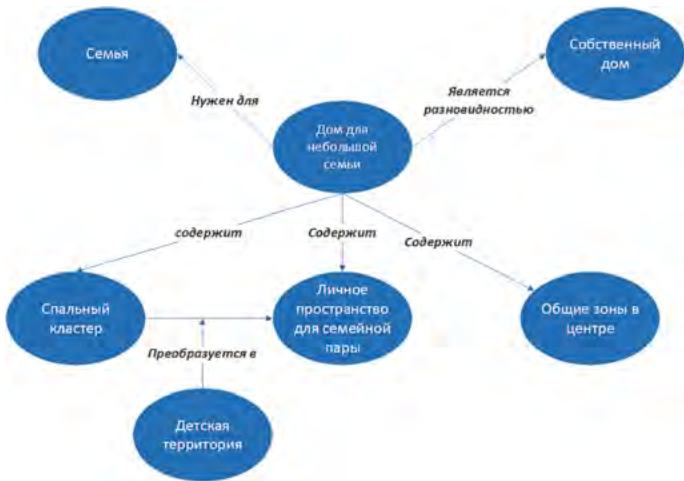 Семья
Собственный
дом
Нужен для
Является
разновидностью
Дом для
небольшой
семьи
содержит
Содержит
Содержит
Спальный
кластер
Личное
пространство
для семейной
пары
Общие зоны в
центре
Преобразуется в
Детская
территория